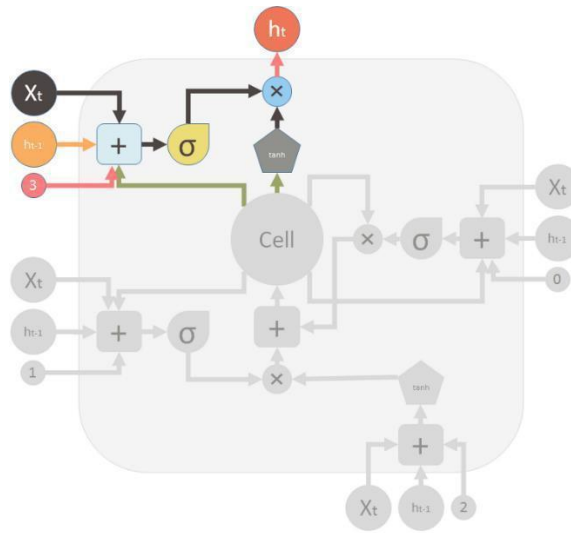 hₜ
Xₜ
×
hₜ₋₁
+
σ
tanh
3
Cell
Xₜ
×
σ
+
hₜ₋₁
Xₜ
0
hₜ₋₁
+
σ
+
1
×
tanh
+
Xₜ
hₜ₋₁
2